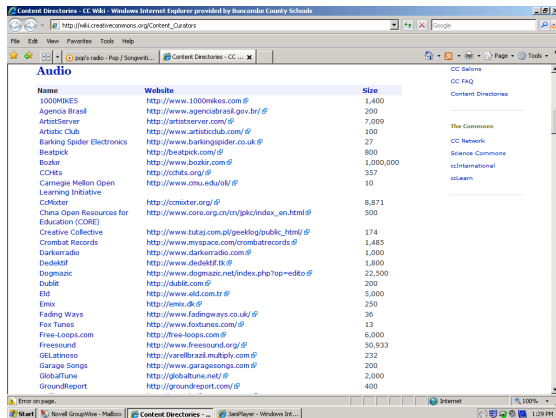 Content Directories - CC Wiki - Windows Internet Explorer provided by Buncombe County Schools
http://wiki.creativecommons.org/Content_Curators
Google
File Edit View Favorites Tools Help
pop's radio - Pop / Songwriti...
Content Directories - CC ...
Page
Tools
Audio
CC Salons
CC FAQ
Content Directories
The Commons
CC Network
Science Commons
ccInternational
ccLearn
Name Website Size
1000MIKES http://www.1000mikes.com 1,400
Agencia Brasil http://www.agenciabrasil.gov.br/ 200
ArtistServer http://artistserver.com/ 7,009
Artistic Club http://www.artisticclub.com/ 100
Barking Spider Electronics http://www.barkingspider.co.uk 27
Beatpick http://beatpick.com/ 800
Bozkir http://www.bozkir.com 1,000,000
CCHits http://cchits.org/ 357
Carnegie Mellon Open http://www.cmu.edu/oli/ 10
Learning Initiative
CcMixter http://ccmixter.org/ 8,871
China Open Resources for http://www.core.org.cn/cn/jpkc/index_en.html 500
Education (CORE)
Creative Collective http://www.tutaj.com.pl/geeklog/public_html/ 174
Crombat Records http://www.myspace.com/crombatrecords 1,485
Darkerradio http://www.darkerradio.com 1,000
Dedektif http://www.dedektif.tk 1,800
Dogmazic http://www.dogmazic.net/index.php?op=edito 22,500
Dublit http://dublit.com 200
Eld http://www.eld.com.tr 5,000
Emix http://emix.dk 250
Fading Ways http://www.fadingways.co.uk/ 36
Fox Tunes http://www.foxtunes.com/ 13
Free-Loops.com http://free-loops.com 6,000
Freesound http://www.freesound.org/ 50,933
GELatinoso http://varellbrazil.multiply.com 232
Garage Songs http://www.garagesongs.com 200
GlobalTune http://globaltune.net/ 2,000
GroundReport http://groundreport.com/ 400
Error on page.
Internet
100%
Start
Novell GroupWise - Mailbox
Content Directories - ...
JamPlayer - Windows Int...
1:29 PM